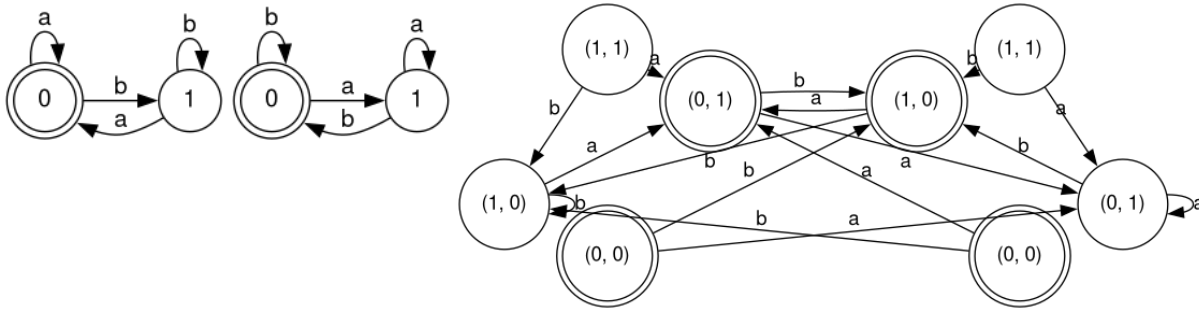 a b b a
b
0 1 0 1
a
a b
(1, 1) (1, 1)
a b
(0, 1) b (1, 0)
a
b a
a b
b a
(1, 0) b (0, 1)
b a a
b a
(0, 0) (0, 0)